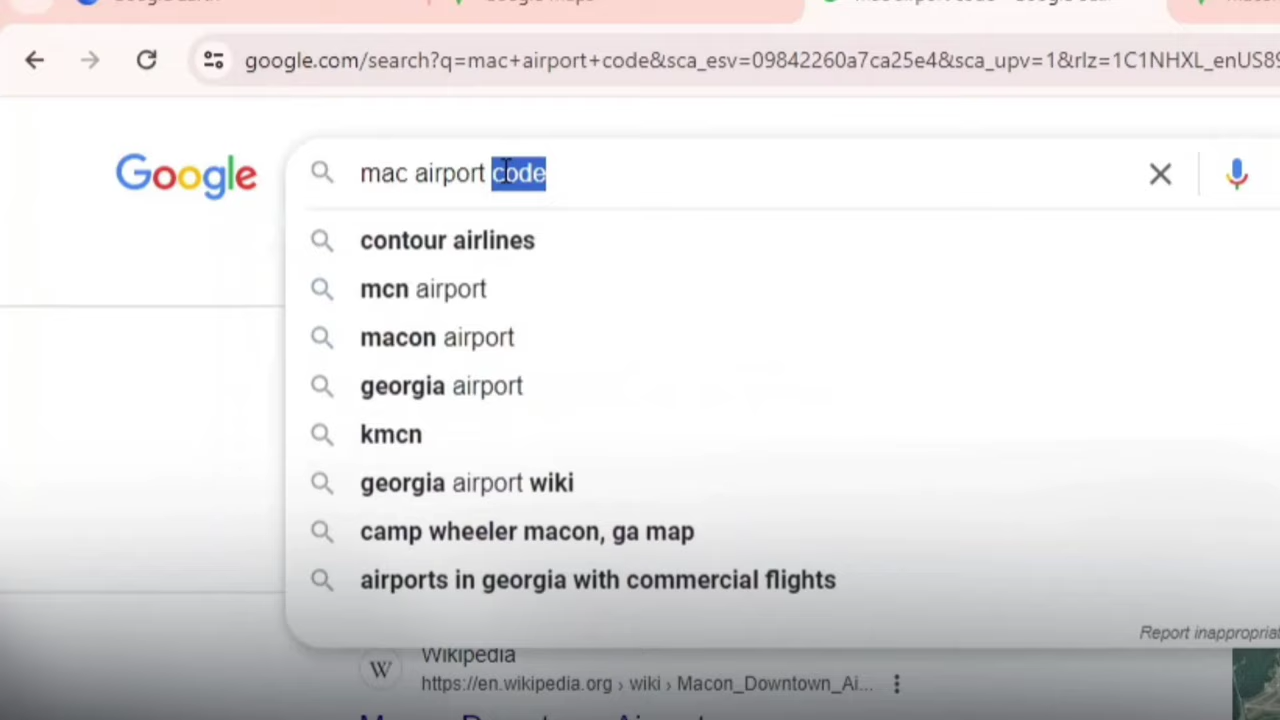 google.com/search?q=mac+airport+code&sca_esv=09842260a7ca25e4&sca_upv=1&rlz=1C1NHXL_enUS89
Google
mac airport code
contour airlines
mcn airport
macon airport
georgia airport
kmcn
georgia airport wiki
camp wheeler macon, ga map
airports in georgia with commercial flights
Report inappropriat
W
Wikipedia
https://en.wikipedia.org › wiki › Macon_Downtown_Ai...